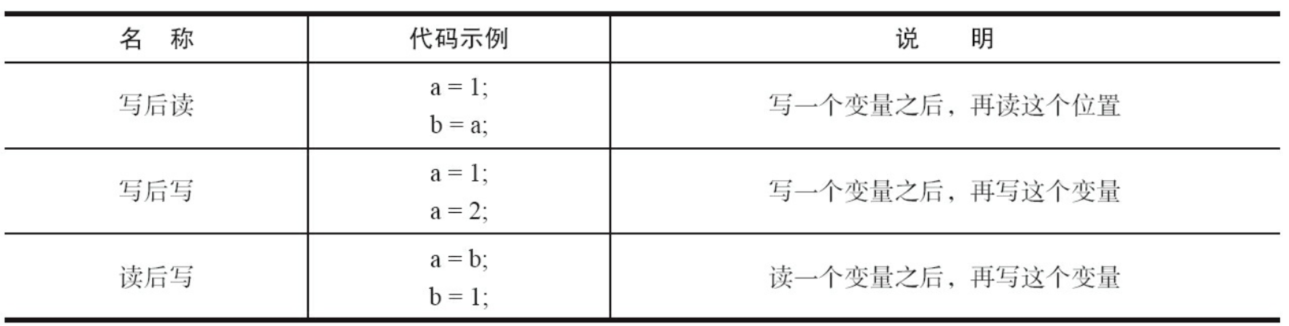 名 称 代码示例 说 明
写后读 a = 1; 写一个变量之后，再读这个位置
b = a;
写后写 a = 1; 写一个变量之后，再写这个变量
a = 2;
读后写 a = b; 读一个变量之后，再写这个变量
b = 1;